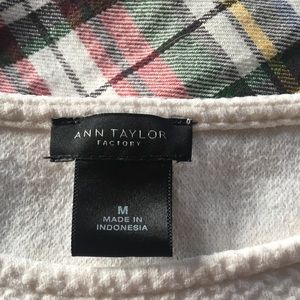 ANN TAYLOR
FACTORY
M
MADE IN
INDONESIA